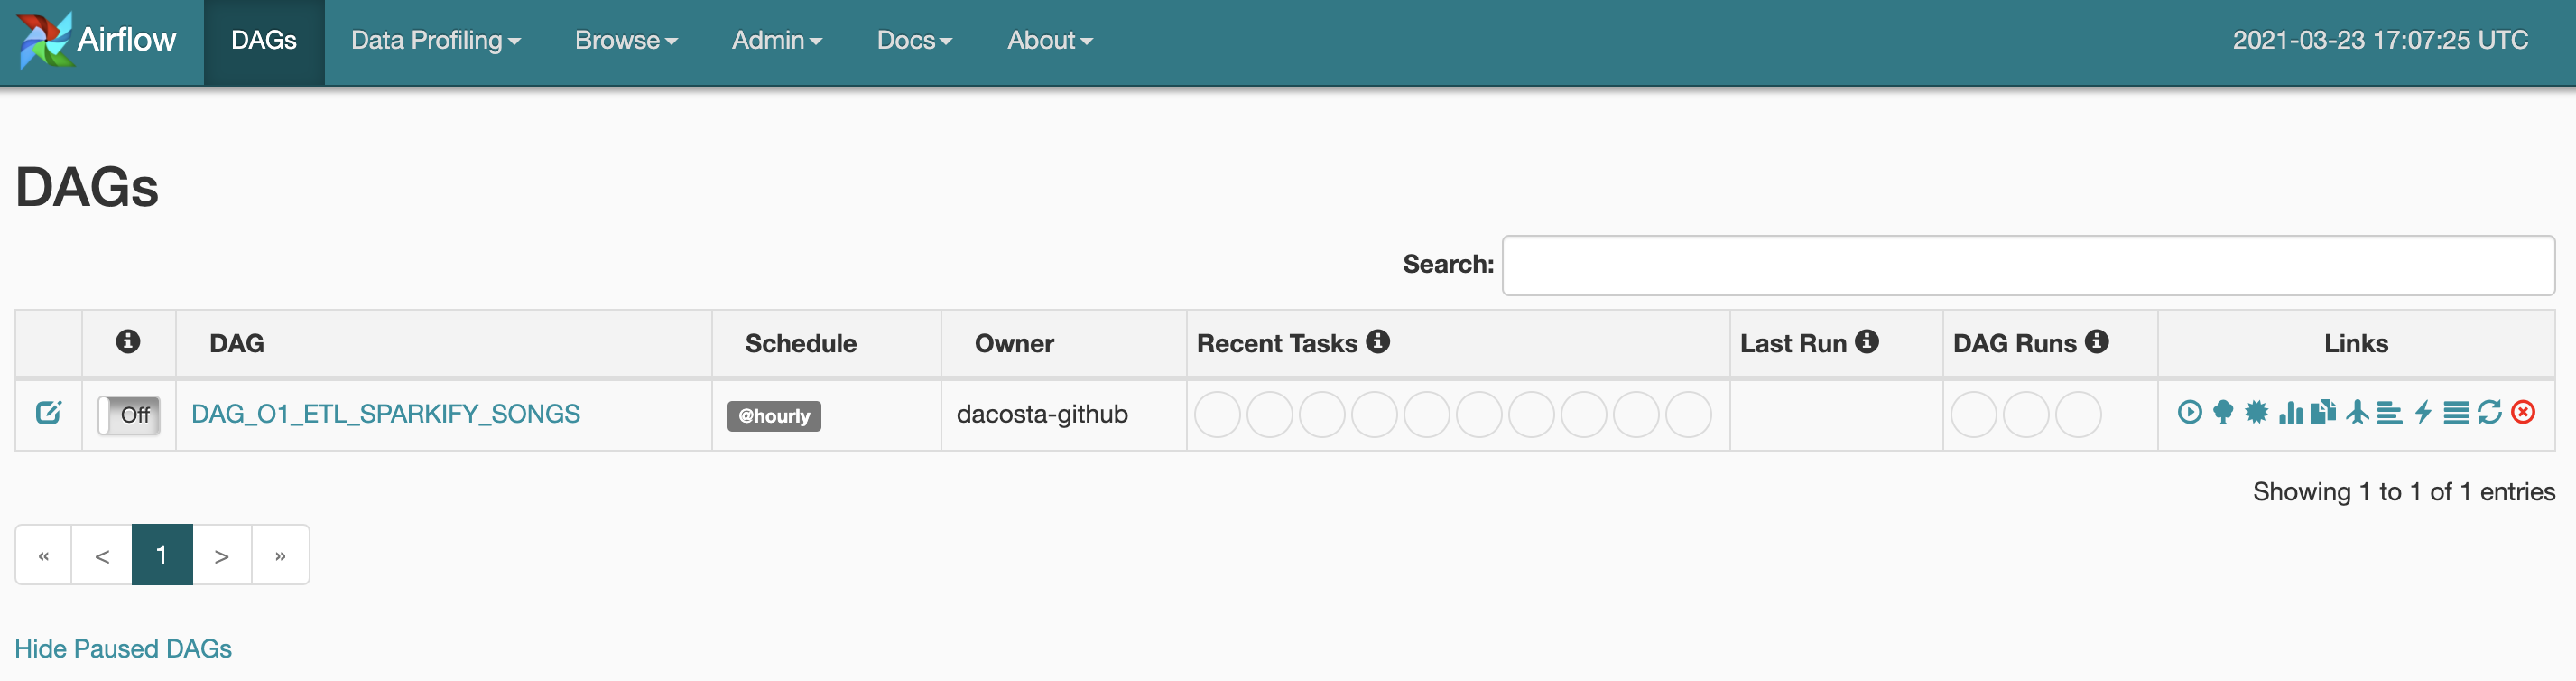 Airflow DAGs Data Profiling Browse Admin Docs About 2021-03-23 17:07:25 UTC
DAGs
Search:
DAG Schedule Owner Recent Tasks Last Run DAG Runs Links
Off DAG_O1_ETL_SPARKIFY_SONGS @hourly dacosta-github
Showing 1 to 1 of 1 entries
« < 1 > »
Hide Paused DAGs